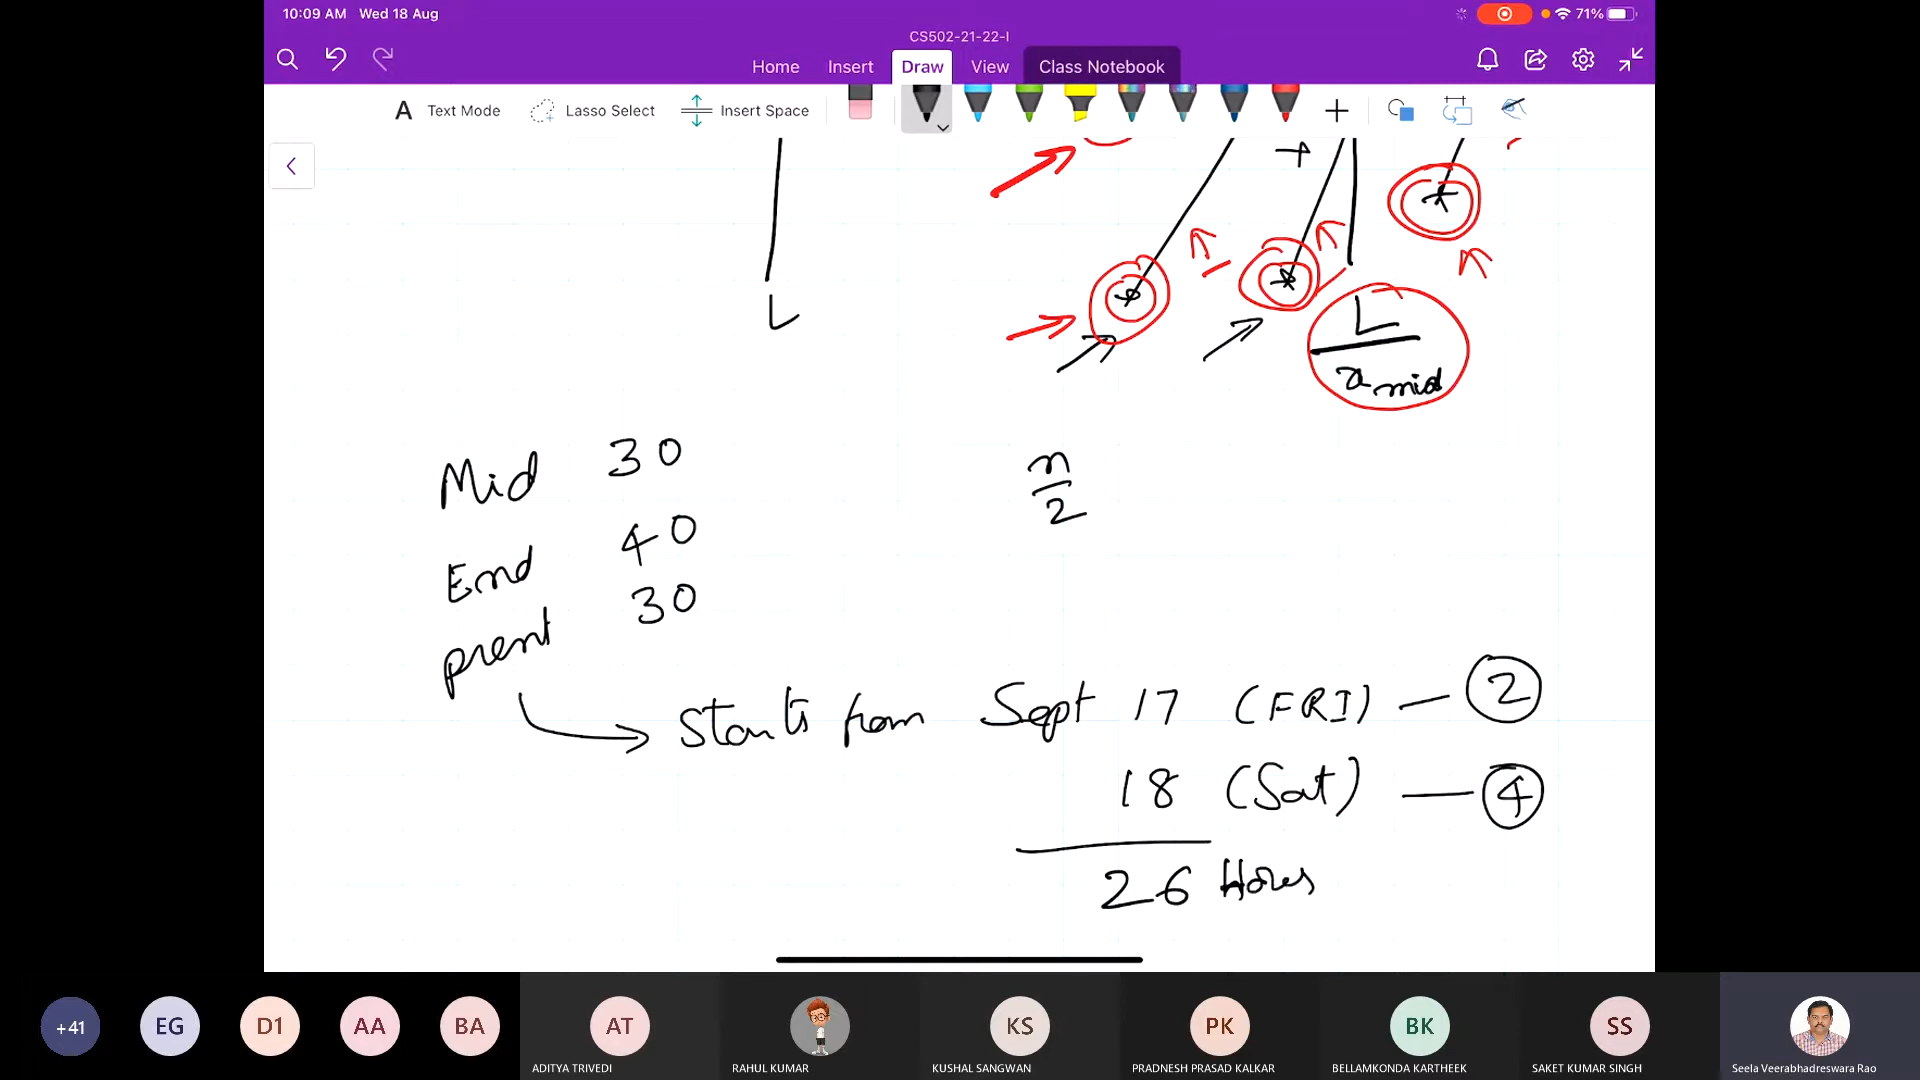 10:09 AM Wed 18 Aug
71%
CS502-21-22-I
Home Insert Draw View Class Notebook
A Text Mode Lasso Select Insert Space
L
L
x mid
Mid 30
n
2
End 40
prent 30
Starts from Sept 17 (FRI) — 2
18 (Sat) — 4
26 Hours
+41 EG D1 AA BA AT KS PK BK SS
ADITYA TRIVEDI RAHUL KUMAR KUSHAL SANGWAN PRADNESH PRASAD KALKAR BELLAMKONDA KARTHEEK SAKET KUMAR SINGH Seela Veerabhadreswara Rao